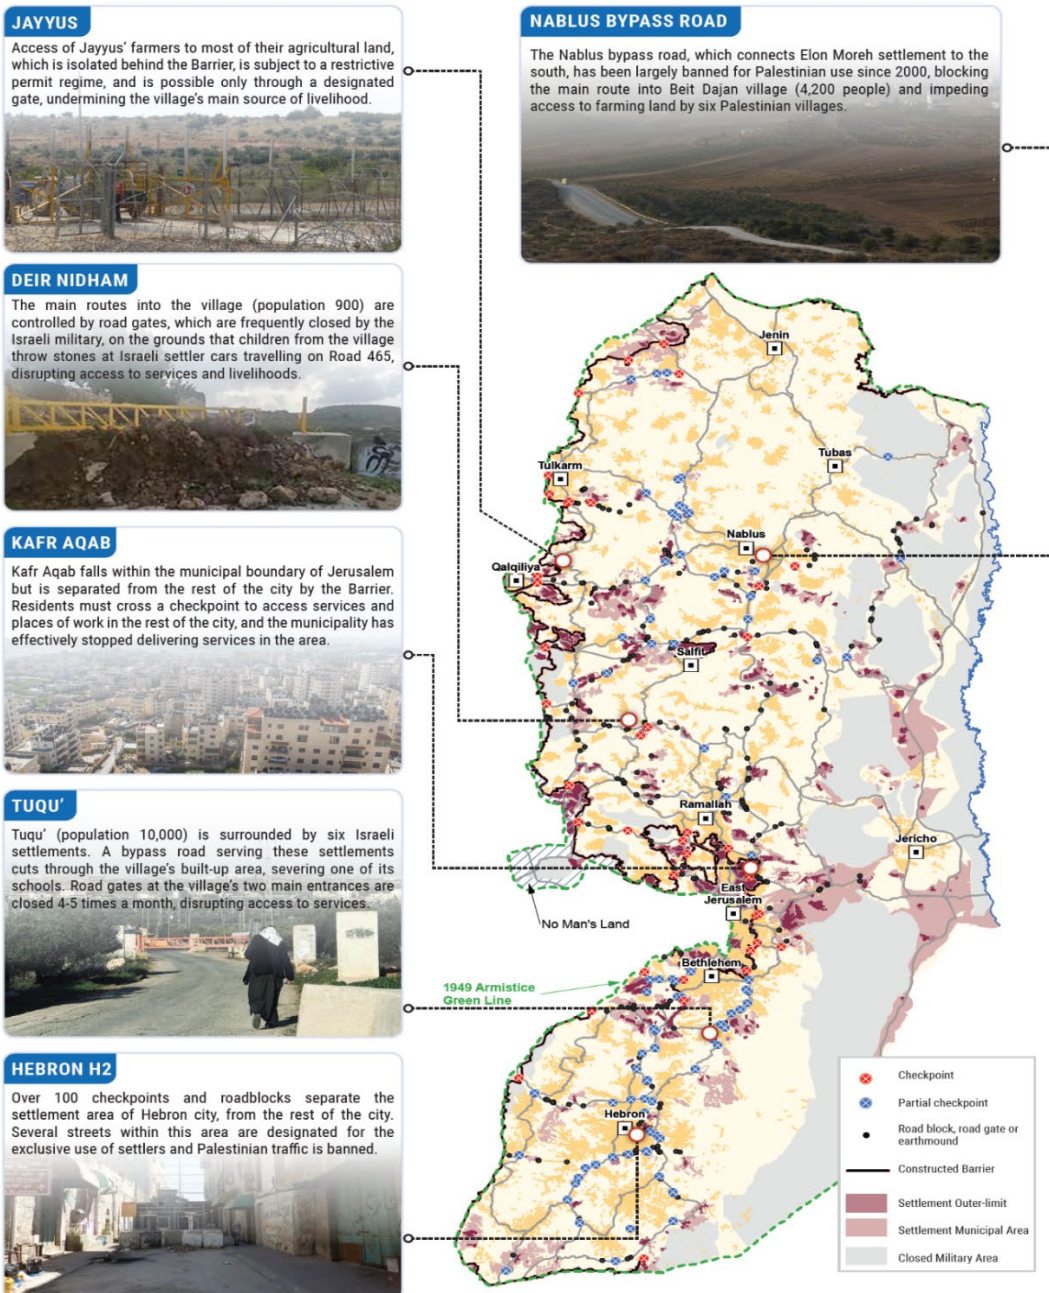 JAYYUS
Access of Jayyus' farmers to most of their agricultural land,
which is isolated behind the Barrier, is subject to a restrictive
permit regime, and is possible only through a designated
gate, undermining the village's main source of livelihood.
NABLUS BYPASS ROAD
The Nablus bypass road, which connects Elon Moreh settlement to the
south, has been largely banned for Palestinian use since 2000, blocking
the main route into Beit Dajan village (4,200 people) and impeding
access to farming land by six Palestinian villages.
DEIR NIDHAM
The main routes into the village (population 900) are
controlled by road gates, which are frequently closed by the
Israeli military, on the grounds that children from the village
throw stones at Israeli settler cars travelling on Road 465,
disrupting access to services and livelihoods.
KAFR AQAB
Kafr Aqab falls within the municipal boundary of Jerusalem
but is separated from the rest of the city by the Barrier.
Residents must cross a checkpoint to access services and
places of work in the rest of the city, and the municipality has
effectively stopped delivering services in the area.
TUQU'
Tuqu' (population 10,000) is surrounded by six Israeli
settlements. A bypass road serving these settlements
cuts through the village's built-up area, severing one of its
schools. Road gates at the village's two main entrances are
closed 4-5 times a month, disrupting access to services.
HEBRON H2
Over 100 checkpoints and roadblocks separate the
settlement area of Hebron city, from the rest of the city.
Several streets within this area are designated for the
exclusive use of settlers and Palestinian traffic is banned.
Jenin
Tubas
Tulkarm
Nablus
Qalqiliya
Salfit
Ramallah
Jericho
East
Jerusalem
No Man's Land
Bethlehem
1949 Armistice
Green Line
Hebron
Checkpoint
Partial checkpoint
Road block, road gate or
earthmound
Constructed Barrier
Settlement Outer-limit
Settlement Municipal Area
Closed Military Area